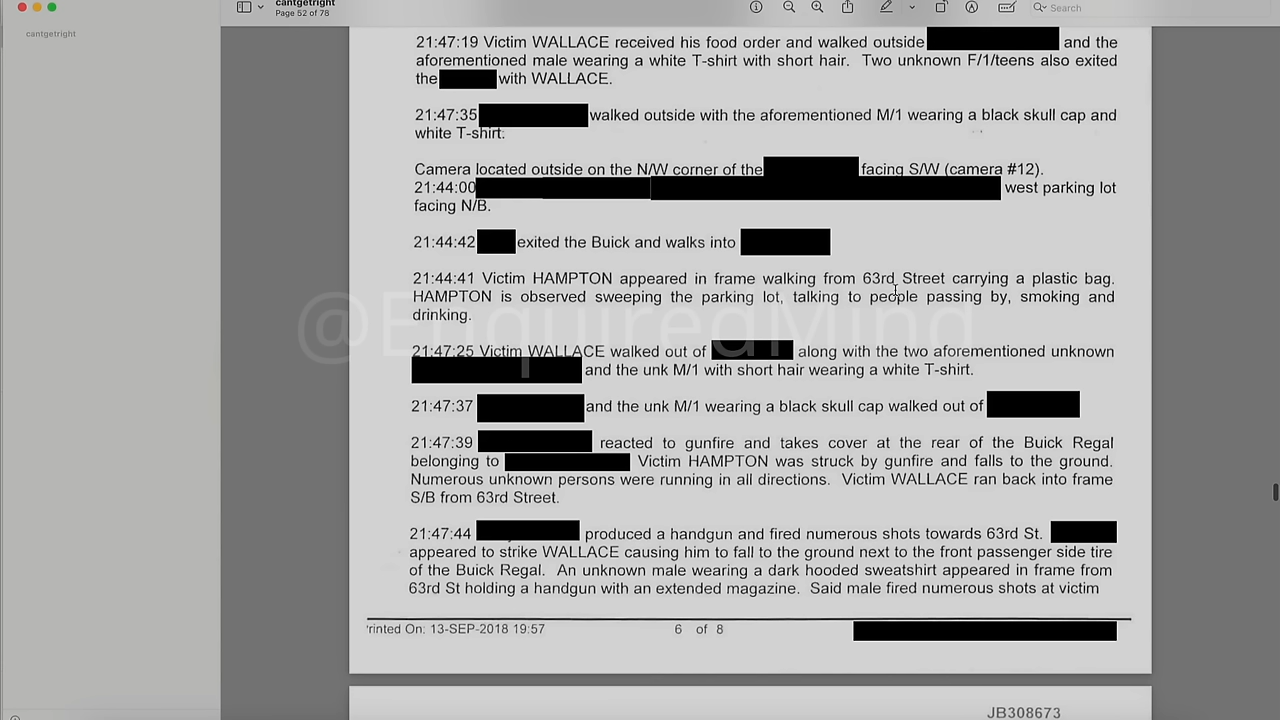 cantgetright
Page 52 of 78
Search
cantgetright
21:47:19 Victim WALLACE received his food order and walked outside and the
aforementioned male wearing a white T-shirt with short hair. Two unknown F/1/teens also exited
the with WALLACE.
21:47:35 walked outside with the aforementioned M/1 wearing a black skull cap and
white T-shirt.
Camera located outside on the N/W corner of the facing S/W (camera #12).
21:44:00 west parking lot
facing N/B.
21:44:42 exited the Buick and walks into
21:44:41 Victim HAMPTON appeared in frame walking from 63rd Street carrying a plastic bag.
HAMPTON is observed sweeping the parking lot, talking to people passing by, smoking and
drinking.
@EnquiredMind
21:47:25 Victim WALLACE walked out of along with the two aforementioned unknown
and the unk M/1 with short hair wearing a white T-shirt.
21:47:37 and the unk M/1 wearing a black skull cap walked out of
21:47:39 reacted to gunfire and takes cover at the rear of the Buick Regal
belonging to Victim HAMPTON was struck by gunfire and falls to the ground.
Numerous unknown persons were running in all directions. Victim WALLACE ran back into frame
S/B from 63rd Street.
21:47:44 produced a handgun and fired numerous shots towards 63rd St.
appeared to strike WALLACE causing him to fall to the ground next to the front passenger side tire
of the Buick Regal. An unknown male wearing a dark hooded sweatshirt appeared in frame from
63rd St holding a handgun with an extended magazine. Said male fired numerous shots at victim
rinted On: 13-SEP-2018 19:57 6 of 8
JB308673